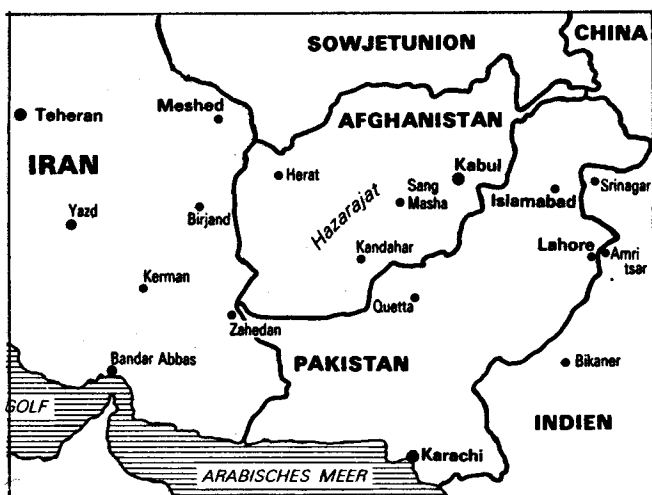 SOWJETUNION
CHINA
Teheran
Meshed
AFGHANISTAN
IRAN
Herat
Kabul
Sang
Masha
Hazarajat
Islamabad
Srinagar
Yazd
Birjand
Kandahar
Lahore
Amri
tsar
Kerman
Quetta
Zahedan
Bandar Abbas
PAKISTAN
Bikaner
GOLF
INDIEN
Karachi
ARABISCHES MEER